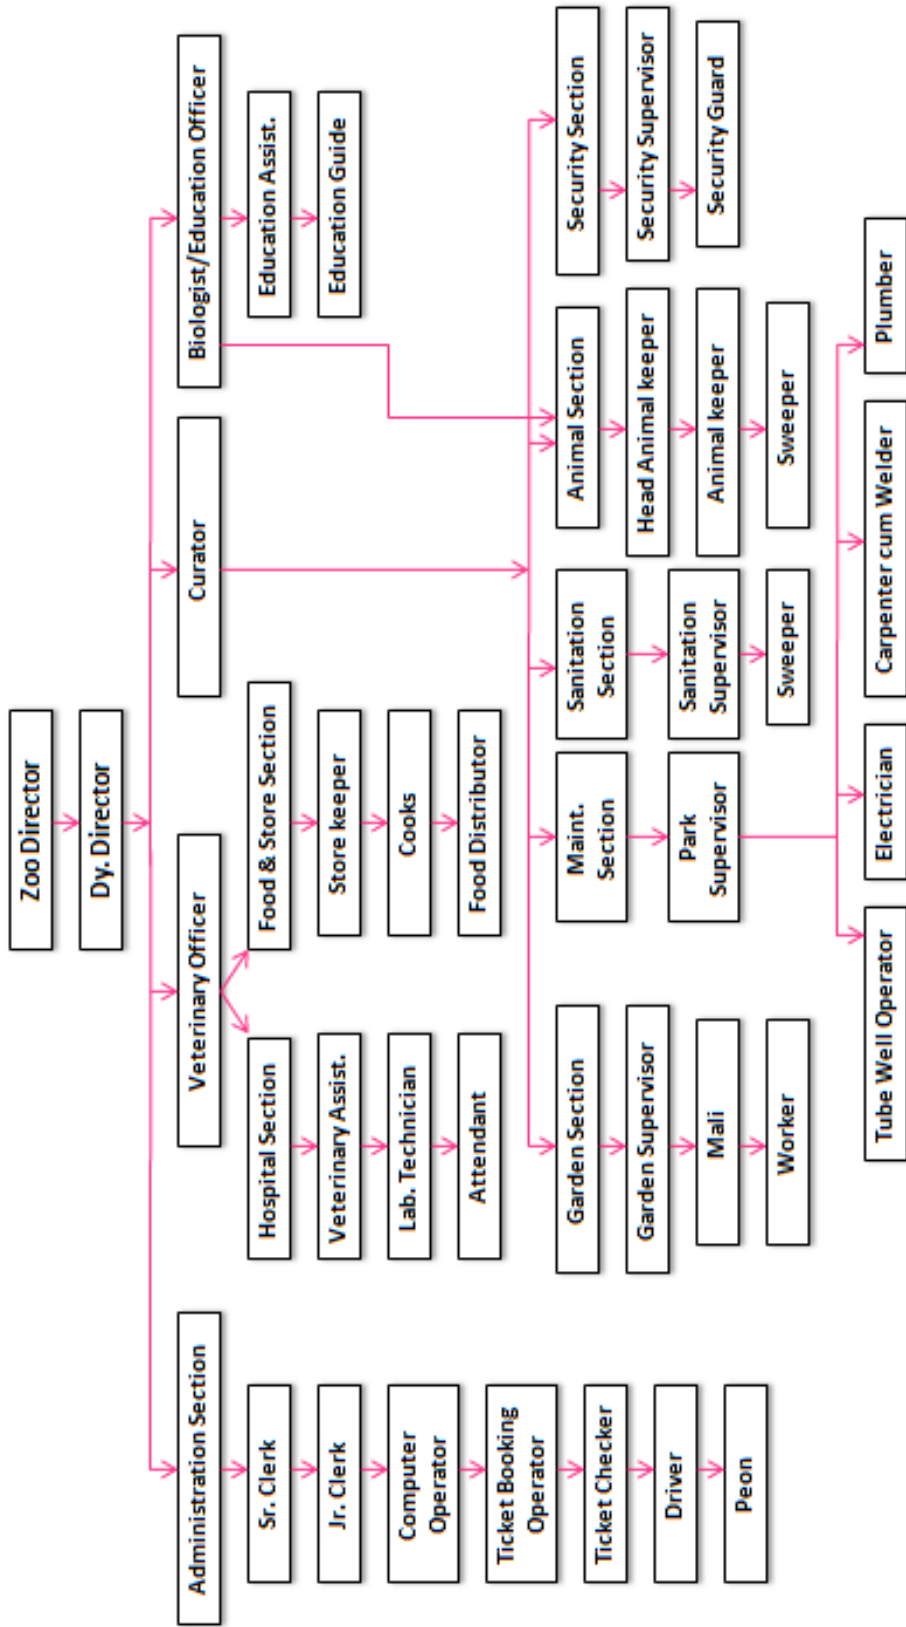 Zoo Director
Dy. Director
Administration Section
Veterinary Officer
Curator
Biologist/Education Officer
Sr. Clerk
Jr. Clerk
Computer
Operator
Ticket Booking
Operator
Ticket Checker
Driver
Peon
Hospital Section
Veterinary Assist.
Lab. Technician
Attendant
Food & Store Section
Store keeper
Cooks
Food Distributor
Education Assist.
Education Guide
Garden Section
Garden Supervisor
Mali
Worker
Maint.
Section
Park
Supervisor
Sanitation
Section
Sanitation
Supervisor
Sweeper
Animal Section
Head Animal keeper
Animal keeper
Sweeper
Security Section
Security Supervisor
Security Guard
Tube Well Operator
Electrician
Carpenter cum Welder
Plumber